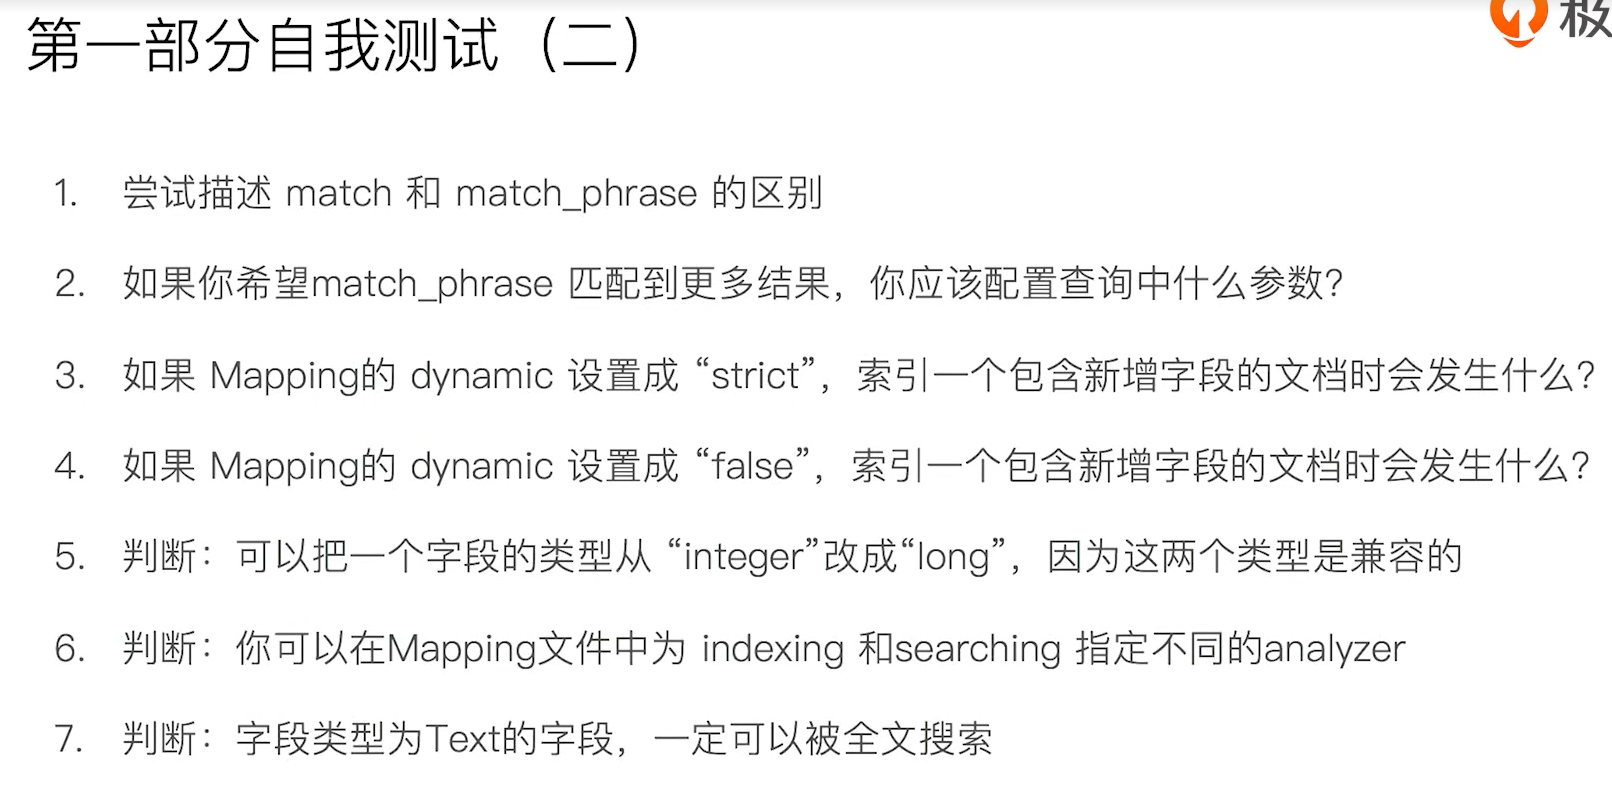 第一部分自我测试（二）
极
1. 尝试描述 match 和 match_phrase 的区别
2. 如果你希望match_phrase 匹配到更多结果，你应该配置查询中什么参数？
3. 如果 Mapping的 dynamic 设置成 “strict”，索引一个包含新增字段的文档时会发生什么？
4. 如果 Mapping的 dynamic 设置成 “false”，索引一个包含新增字段的文档时会发生什么？
5. 判断：可以把一个字段的类型从 “integer”改成“long”，因为这两个类型是兼容的
6. 判断：你可以在Mapping文件中为 indexing 和searching 指定不同的analyzer
7. 判断：字段类型为Text的字段，一定可以被全文搜索